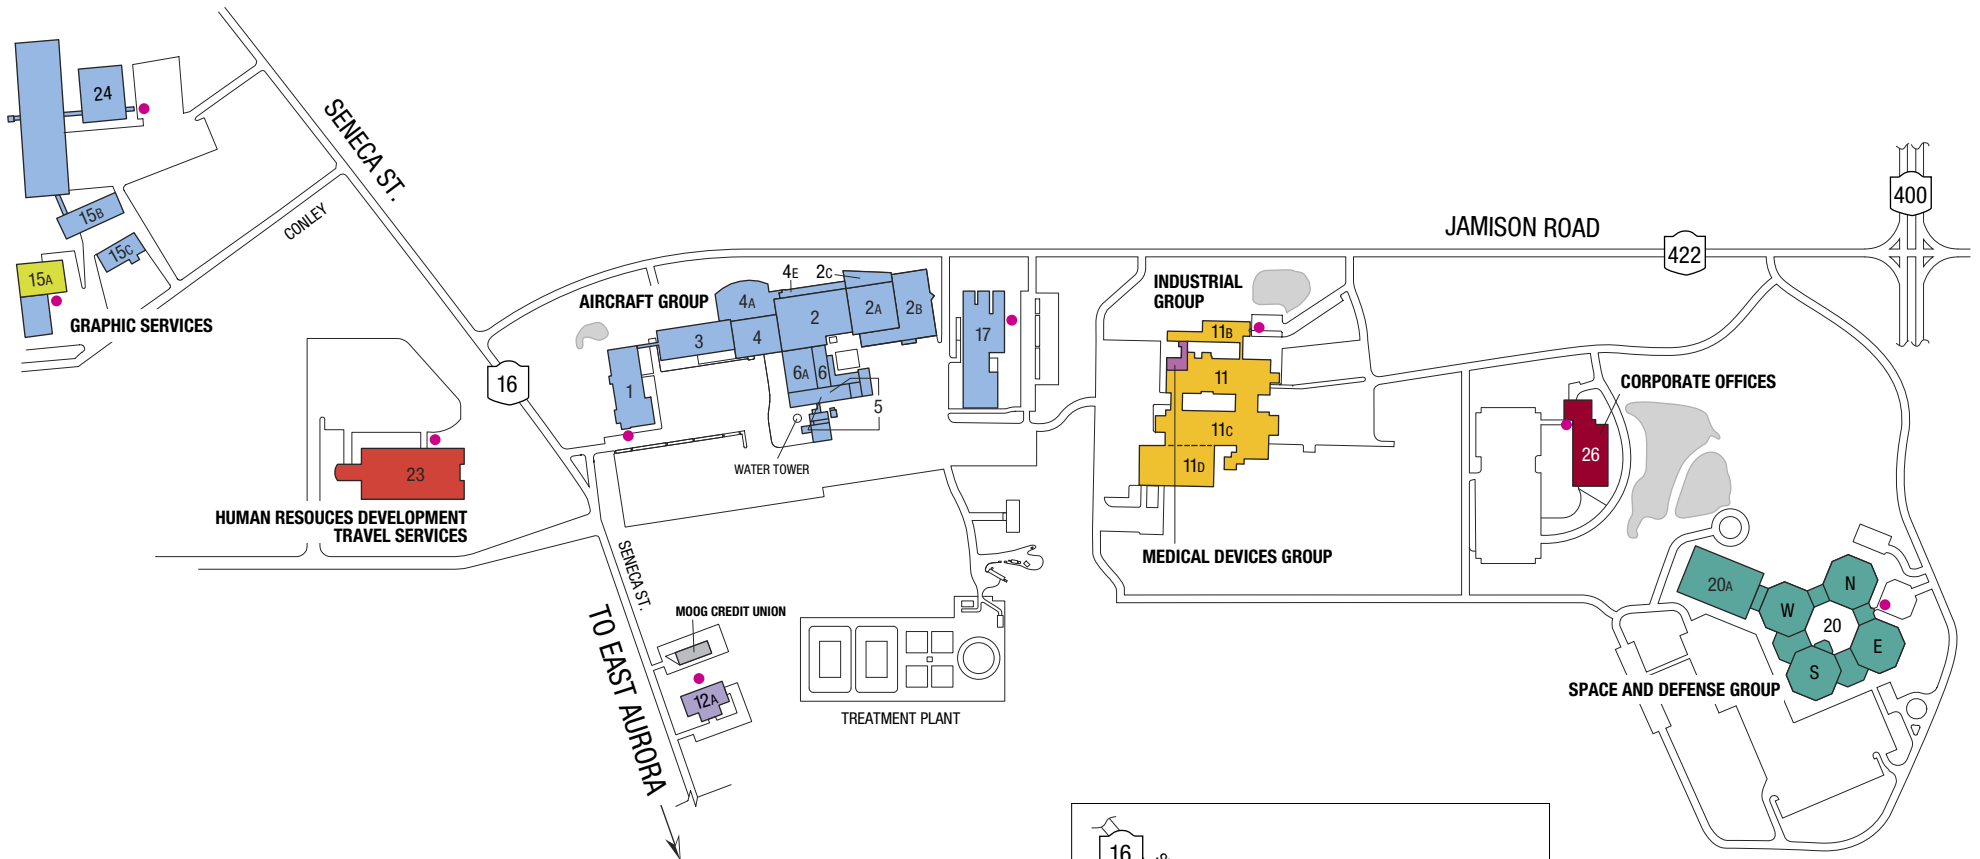 24
SENECA ST.
CONLEY
15B
15C
15A
GRAPHIC SERVICES
16
23
HUMAN RESOUCES DEVELOPMENT
TRAVEL SERVICES
AIRCRAFT GROUP
4E
2C
4A
2
2A
2B
3
4
1
6A
6
5
WATER TOWER
17
SENECA ST.
MOOG CREDIT UNION
12A
TO EAST AURORA
TREATMENT PLANT
JAMISON ROAD
422
400
INDUSTRIAL
GROUP
11B
11
11C
11D
MEDICAL DEVICES GROUP
CORPORATE OFFICES
26
20A
N
W
20
E
S
SPACE AND DEFENSE GROUP
16